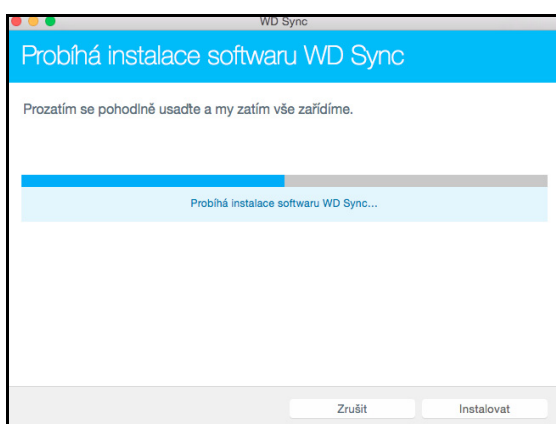 WD Sync
Probíhá instalace softwaru WD Sync
Prozatím se pohodlně usaďte a my zatím vše zařídíme.
Probíhá instalace softwaru WD Sync...
Zrušit Instalovat